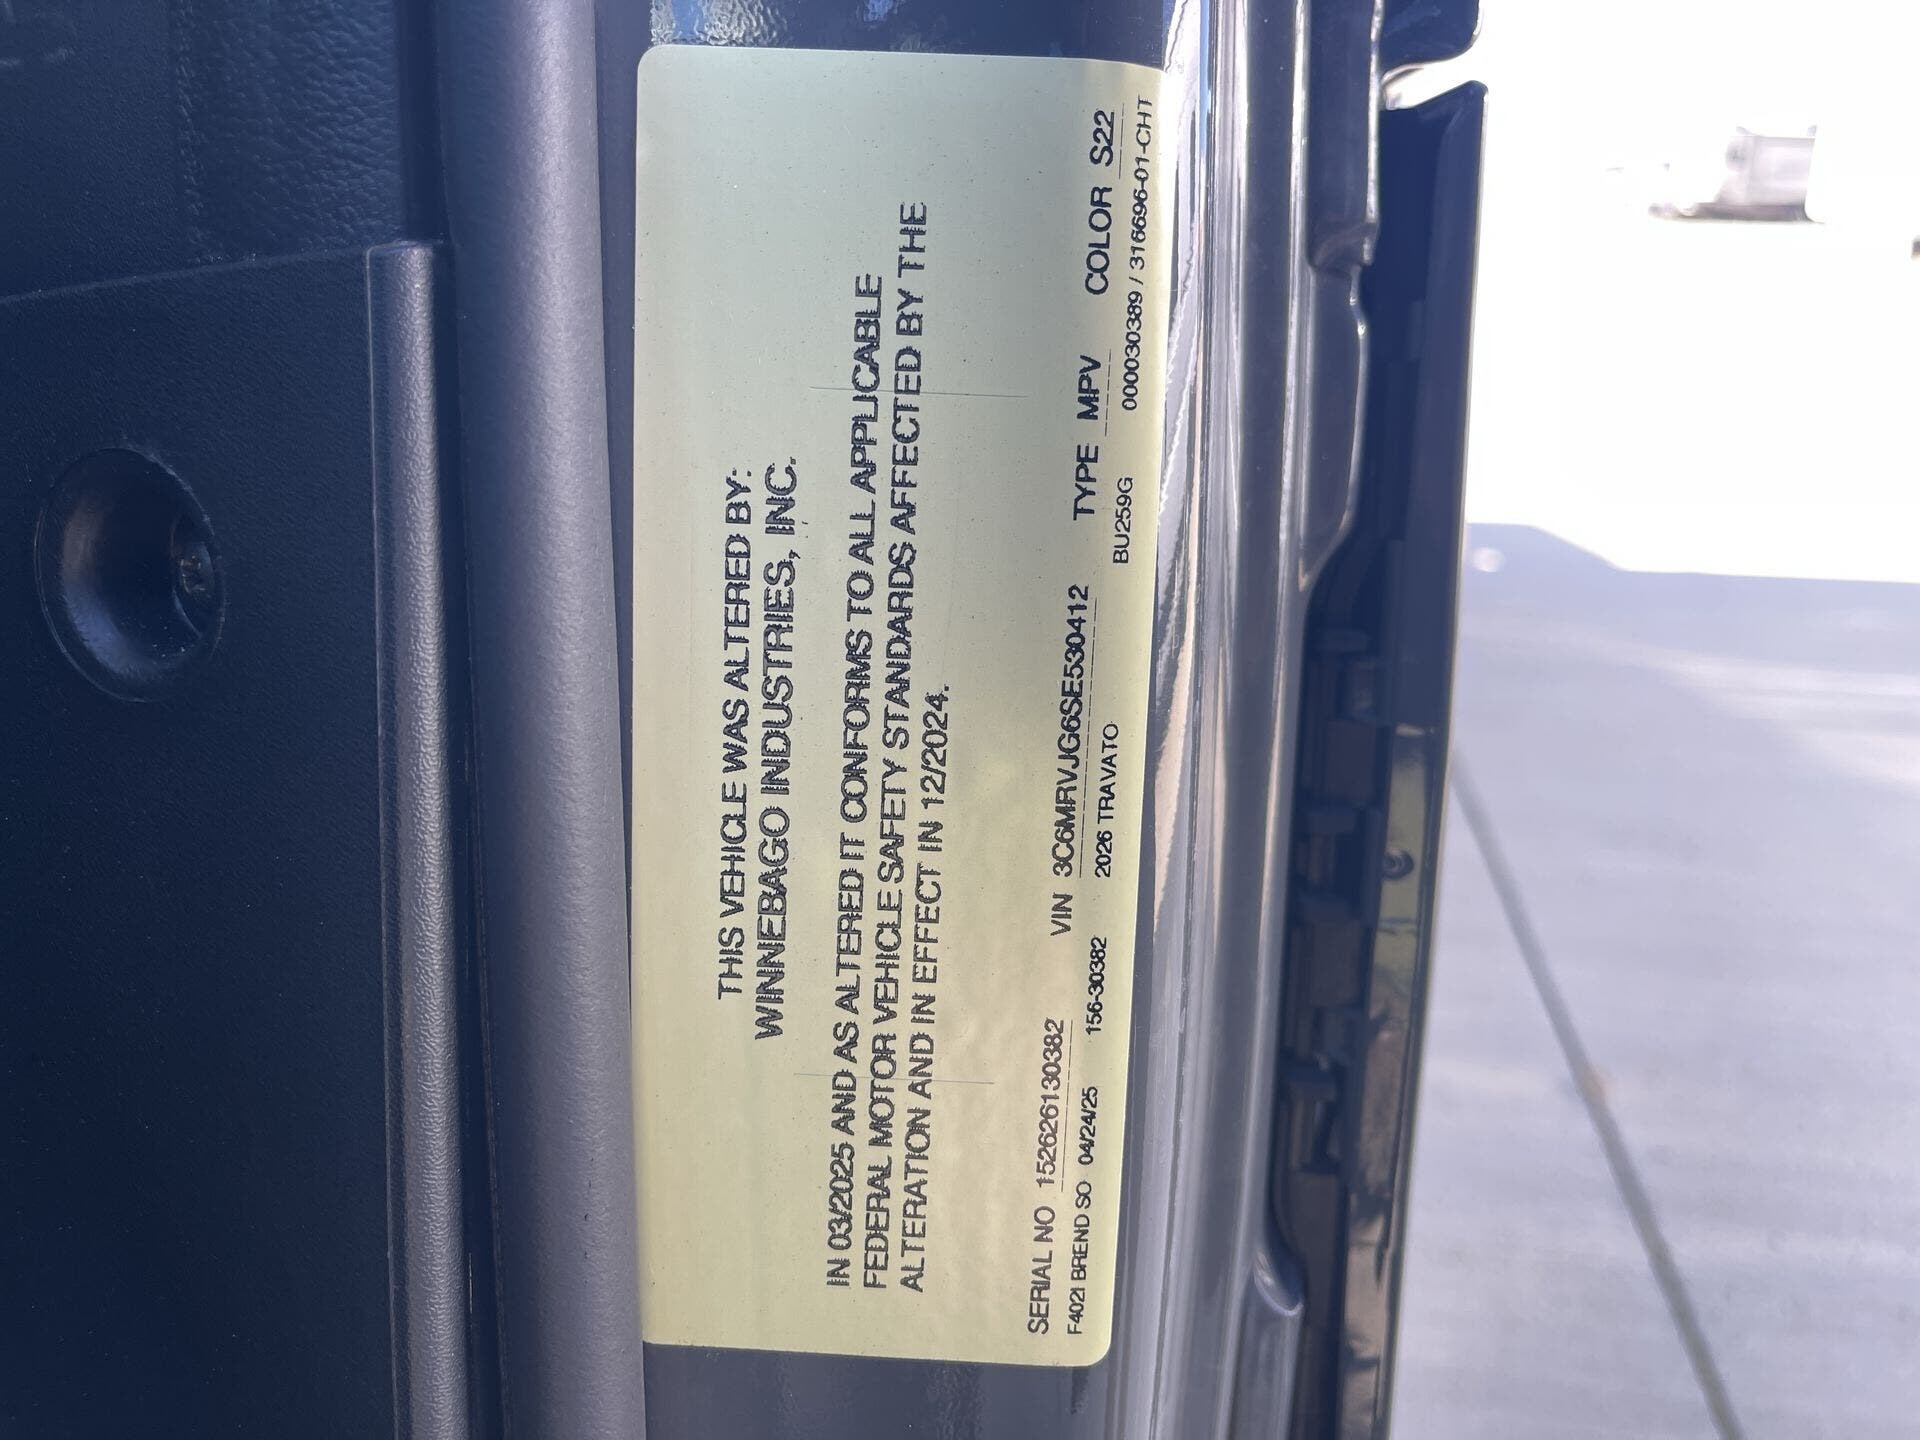 THIS VEHICLE WAS ALTERED BY:
WINNEBAGO INDUSTRIES, INC.
IN 03/2025 AND AS ALTERED IT CONFORMS TO ALL APPLICABLE
FEDERAL MOTOR VEHICLE SAFETY STANDARDS AFFECTED BY THE
ALTERATION AND IN EFFECT IN 12/2024.
SERIAL NO 152626130382 VIN 3C6MRVJG6SE530412 TYPE MPV COLOR S22
F402I BREND SO 04/24/25 156-30382 2026 TRAVATO BU259G 000030389 / 316696-01-CHT